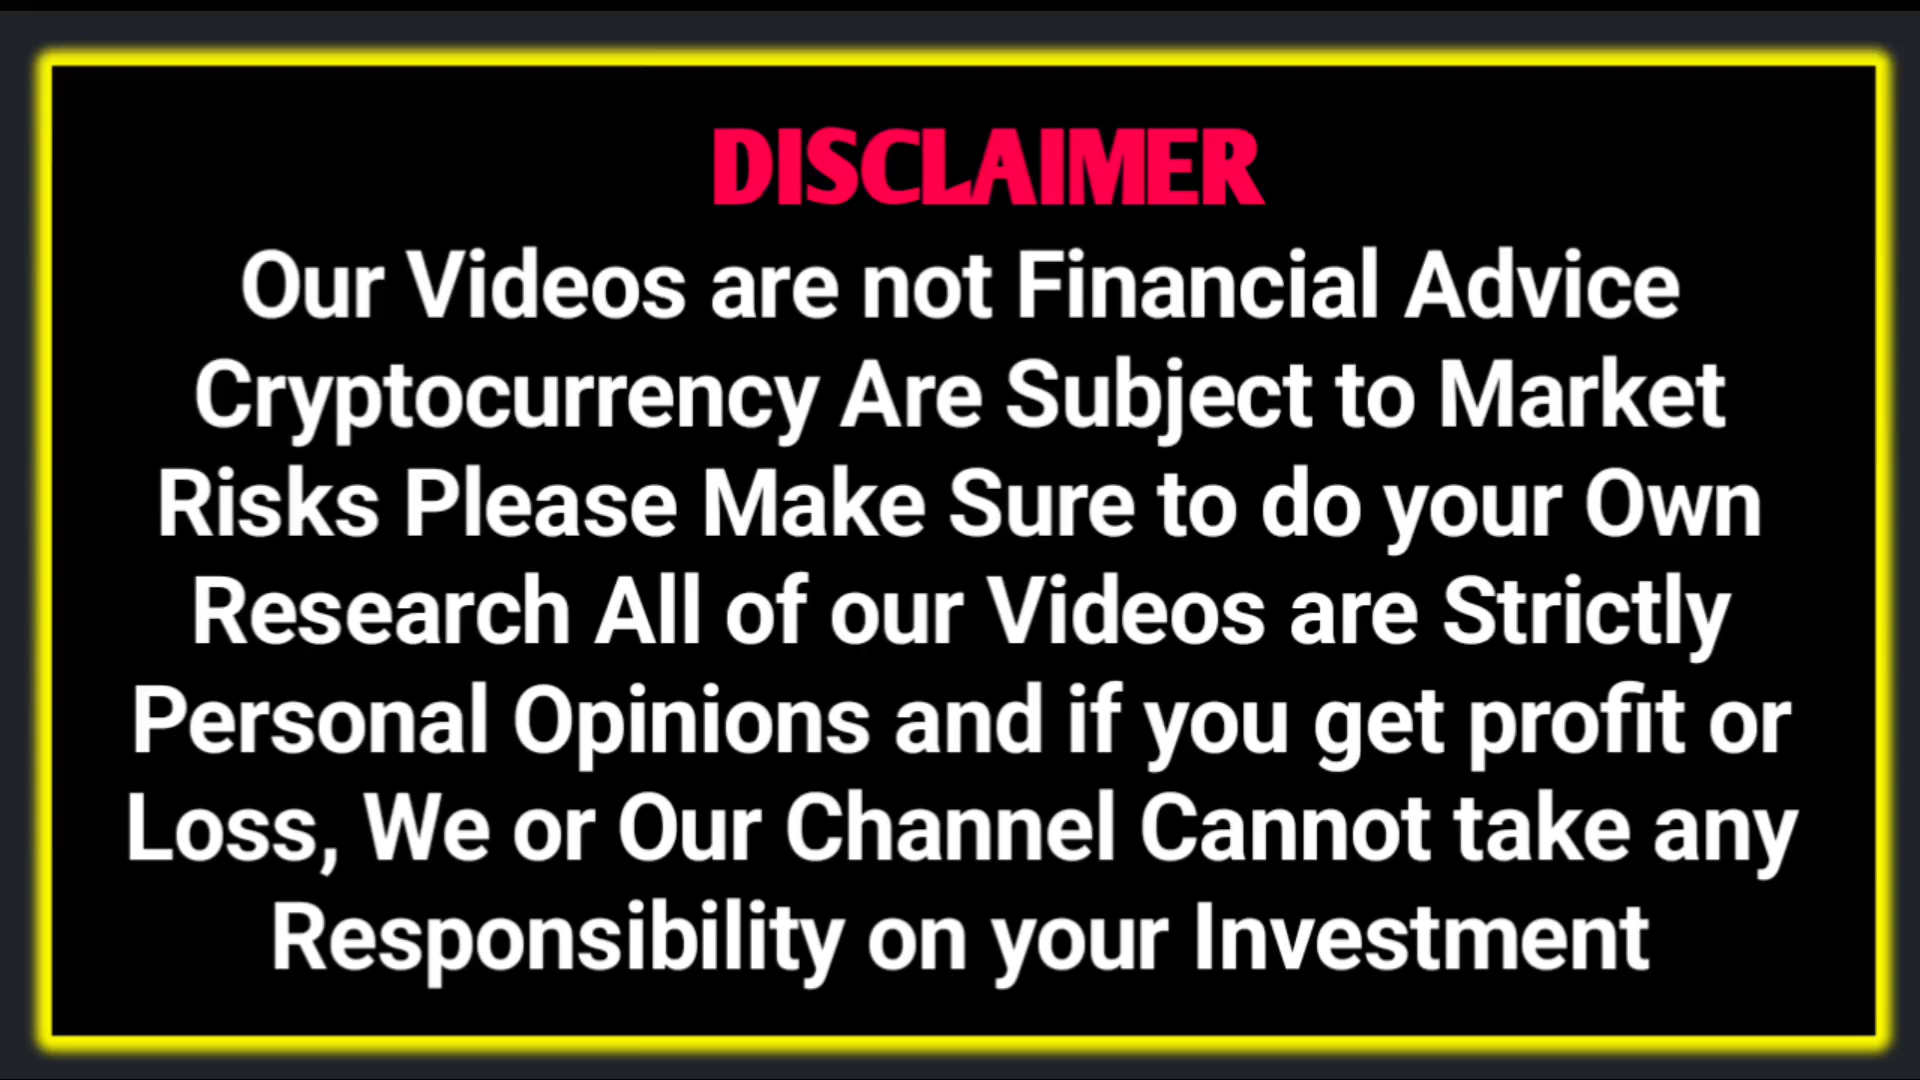 DISCLAIMER
Our Videos are not Financial Advice
Cryptocurrency Are Subject to Market
Risks Please Make Sure to do your Own
Research All of our Videos are Strictly
Personal Opinions and if you get profit or
Loss, We or Our Channel Cannot take any
Responsibility on your Investment